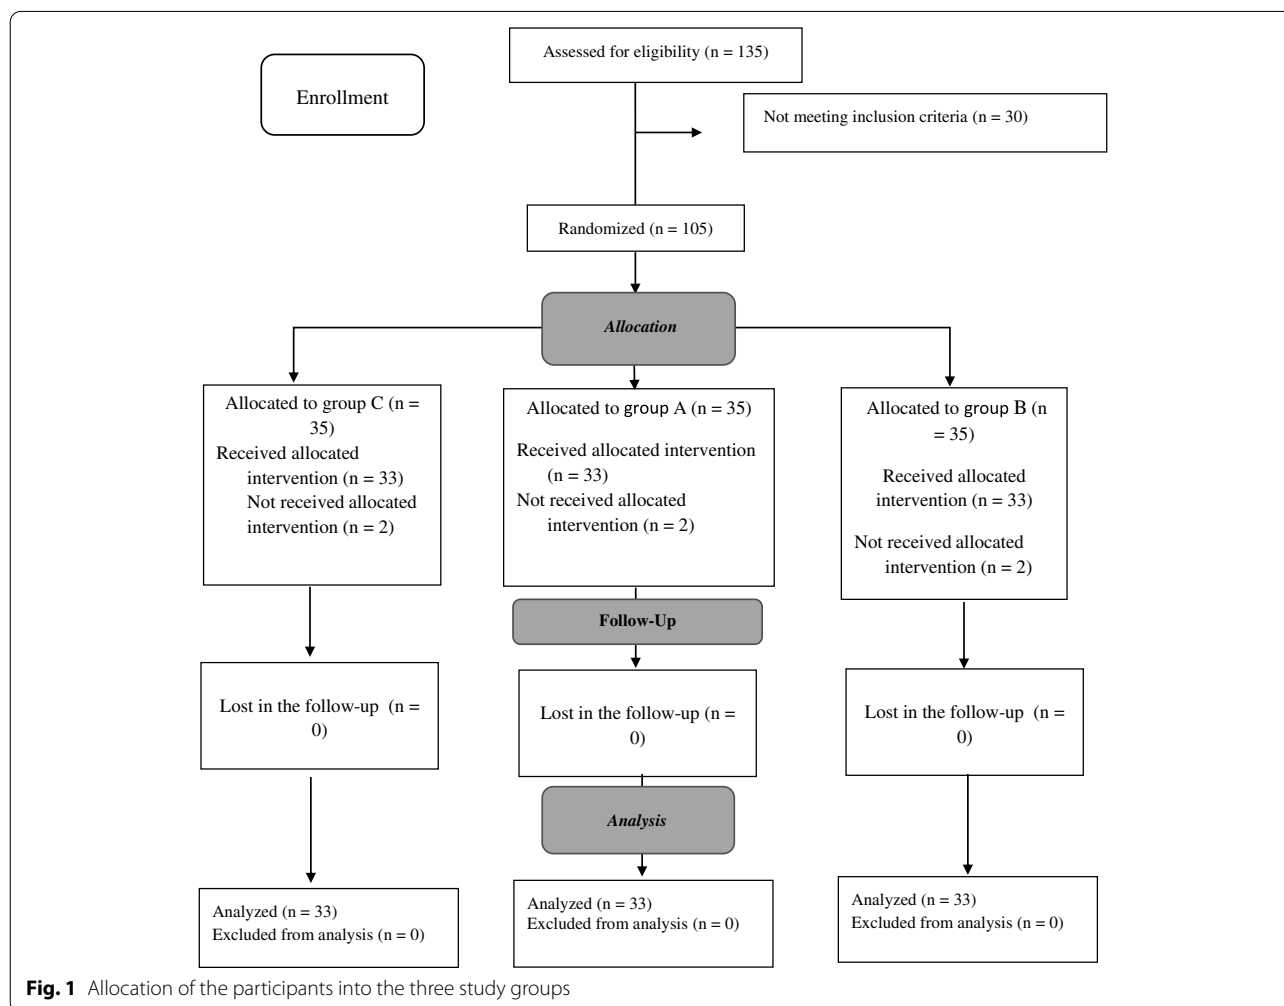 Assessed for eligibility (n = 135)
Enrollment
Not meeting inclusion criteria (n = 30)
Randomized (n = 105)
Allocation
Allocated to group C (n =
35)
Received allocated
intervention (n = 33)
Not received allocated
intervention (n = 2)
Allocated to group A (n = 35)
Received allocated intervention
(n = 33)
Not received allocated
intervention (n = 2)
Allocated to group B (n
= 35)
Received allocated
intervention (n = 33)
Not received allocated
intervention (n = 2)
Follow-Up
Lost in the follow-up (n =
0)
Lost in the follow-up (n =
0)
Lost in the follow-up (n =
0)
Analysis
Analyzed (n = 33)
Excluded from analysis (n = 0)
Analyzed (n = 33)
Excluded from analysis (n = 0)
Analyzed (n = 33)
Excluded from analysis (n = 0)
Fig. 1 Allocation of the participants into the three study groups